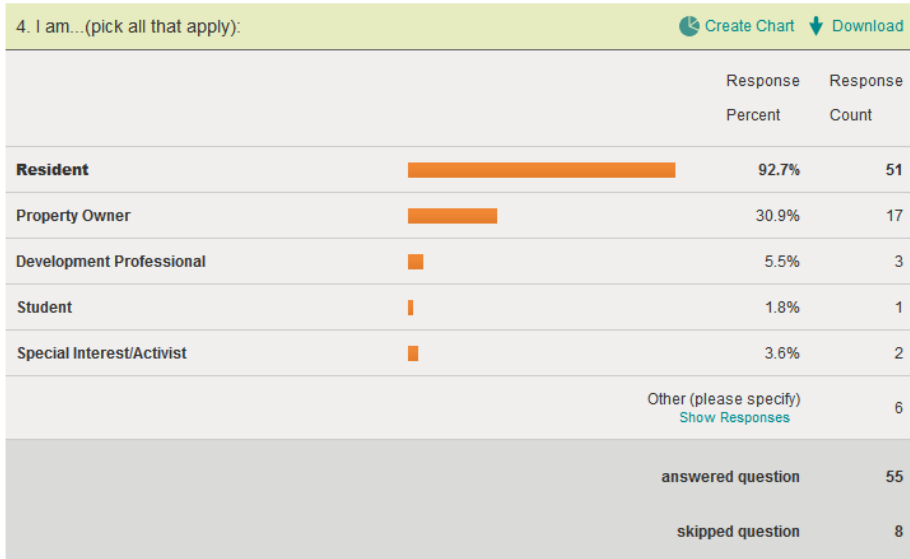 4. I am...(pick all that apply): Create Chart Download
Response Response
Percent Count
Resident 92.7% 51
Property Owner 30.9% 17
Development Professional 5.5% 3
Student 1.8% 1
Special Interest/Activist 3.6% 2
Other (please specify) 6
Show Responses
answered question 55
skipped question 8